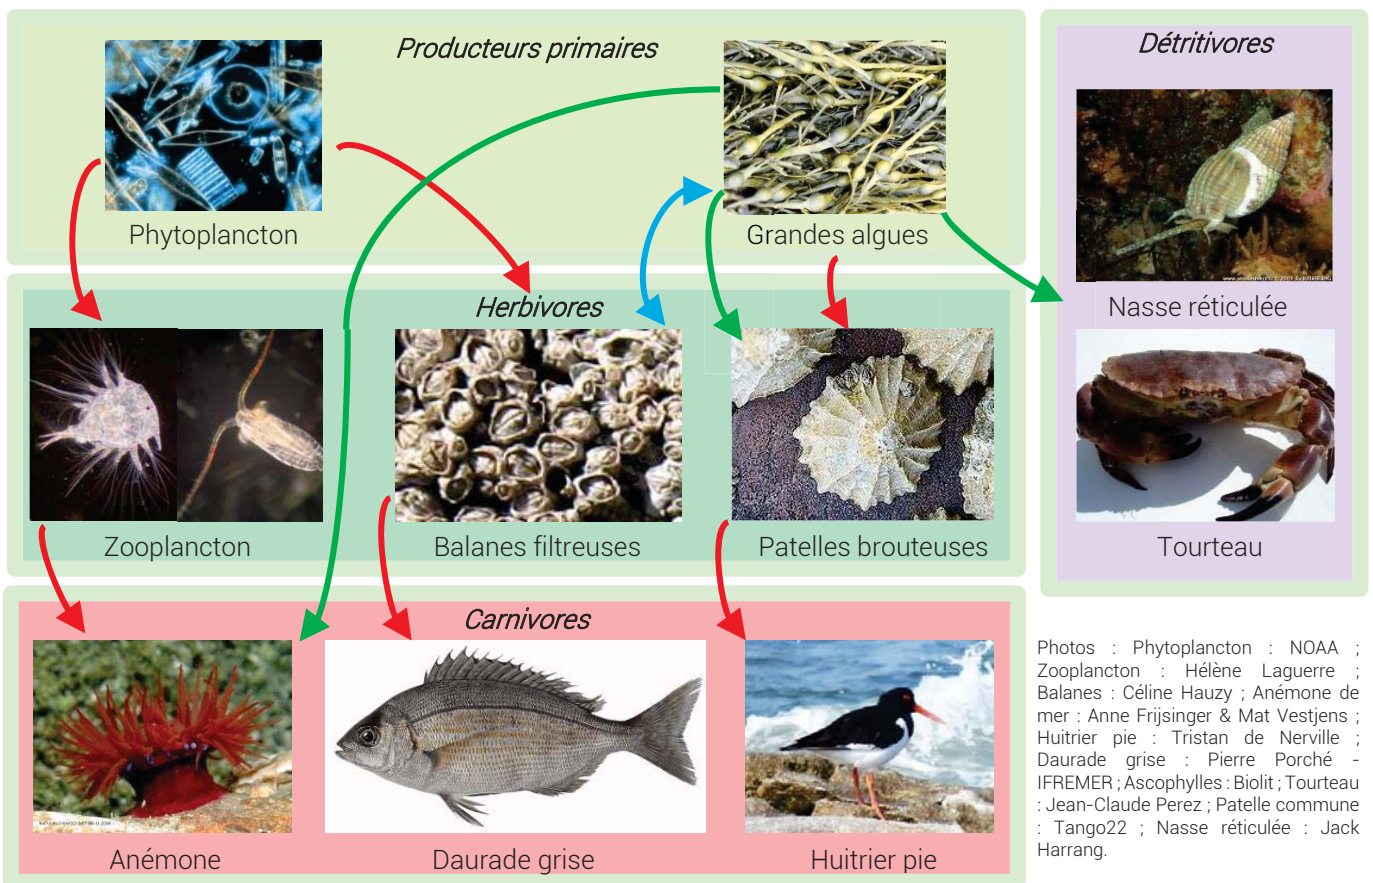 Producteurs primaires
Phytoplancton
Grandes algues
Herbivores
Zooplancton
Balanes filtreuses
Patelles brouteuses
Carnivores
Anémone
Daurade grise
Huitrier pie
Détritivores
Nasse réticulée
Tourteau
Photos : Phytoplancton : NOAA ;
Zooplancton : Hélène Laguerre ;
Balanes : Céline Hauzy ; Anémone de
mer : Anne Frijsinger & Mat Vestjens ;
Huitrier pie : Tristan de Nerville ;
Daurade grise : Pierre Porché -
IFREMER ; Ascophylles : Biolit ; Tourteau
: Jean-Claude Perez ; Patelle commune
: Tango22 ; Nasse réticulée : Jack
Harrang.